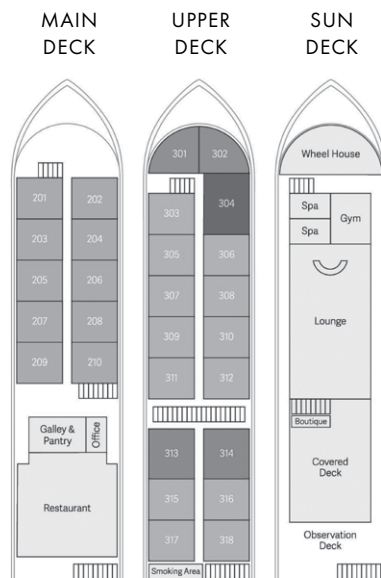 MAIN
DECK
UPPER
DECK
SUN
DECK
201
202
203
204
205
206
207
208
209
210
Galley &
Pantry
Office
Restaurant
301
302
303
304
305
306
307
308
309
310
311
312
313
314
315
316
317
318
Smoking Area
Wheel House
Spa
Spa
Gym
Lounge
Boutique
Covered
Deck
Observation
Deck